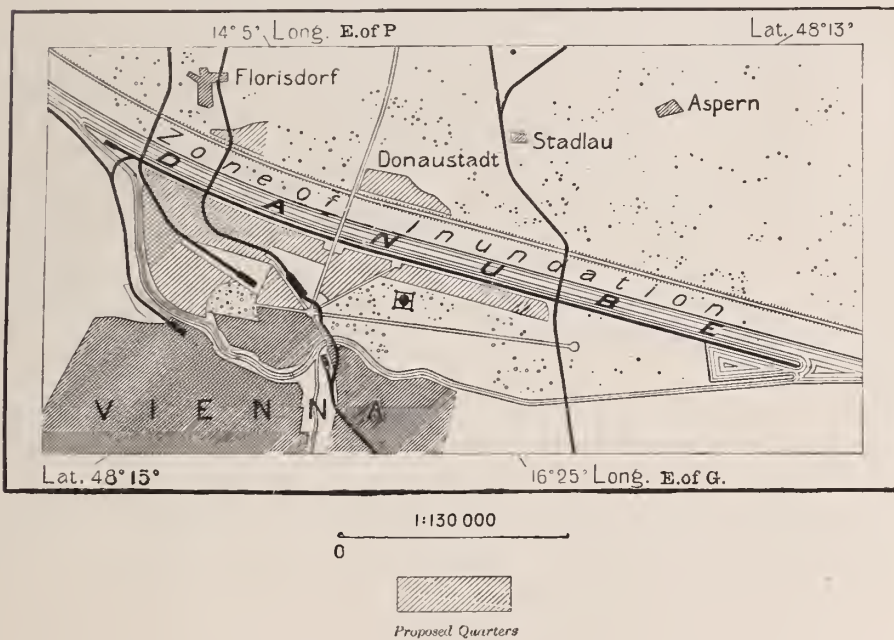 14° 5' Long. E. of P
Lat. 48° 13'
Florisdorf
Aspern
Stadlau
Donaustadt
Zone of Inundation
DANUBE
VIENNA
Lat. 48° 15°
16° 25' Long. E. of G.
1:130 000
0
Proposed Quarters